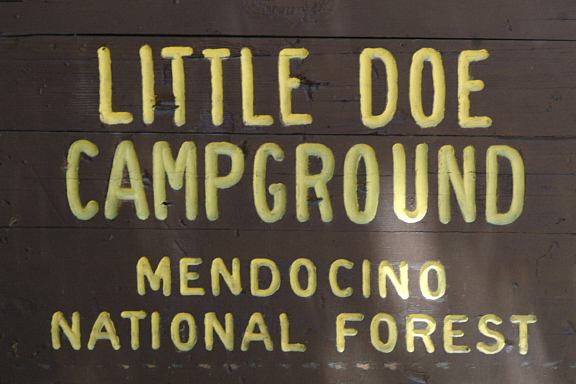 LITTLE DOE
CAMPGROUND
MENDOCINO
NATIONAL FOREST